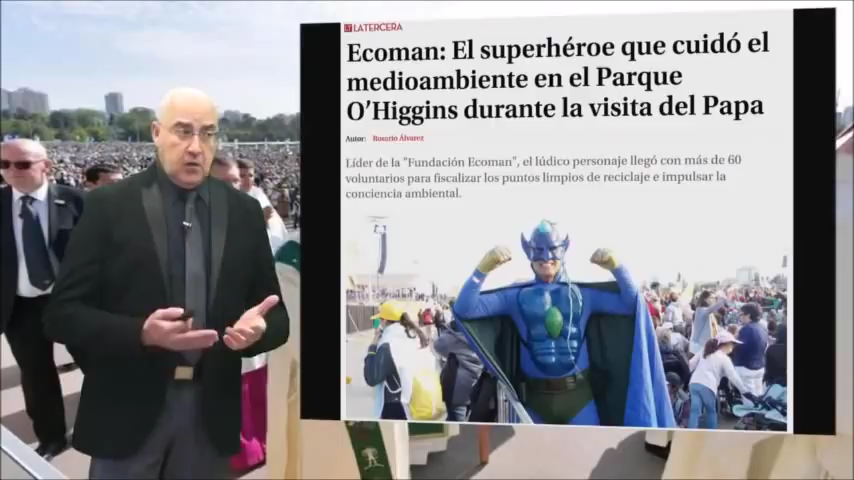 LT LATERCERA
Ecoman: El superhéroe que cuidó el
medioambiente en el Parque
O'Higgins durante la visita del Papa
Autor: Rosario Álvarez
Líder de la "Fundación Ecoman", el lúdico personaje llegó con más de 60
voluntarios para fiscalizar los puntos limpios de reciclaje e impulsar la
conciencia ambiental.